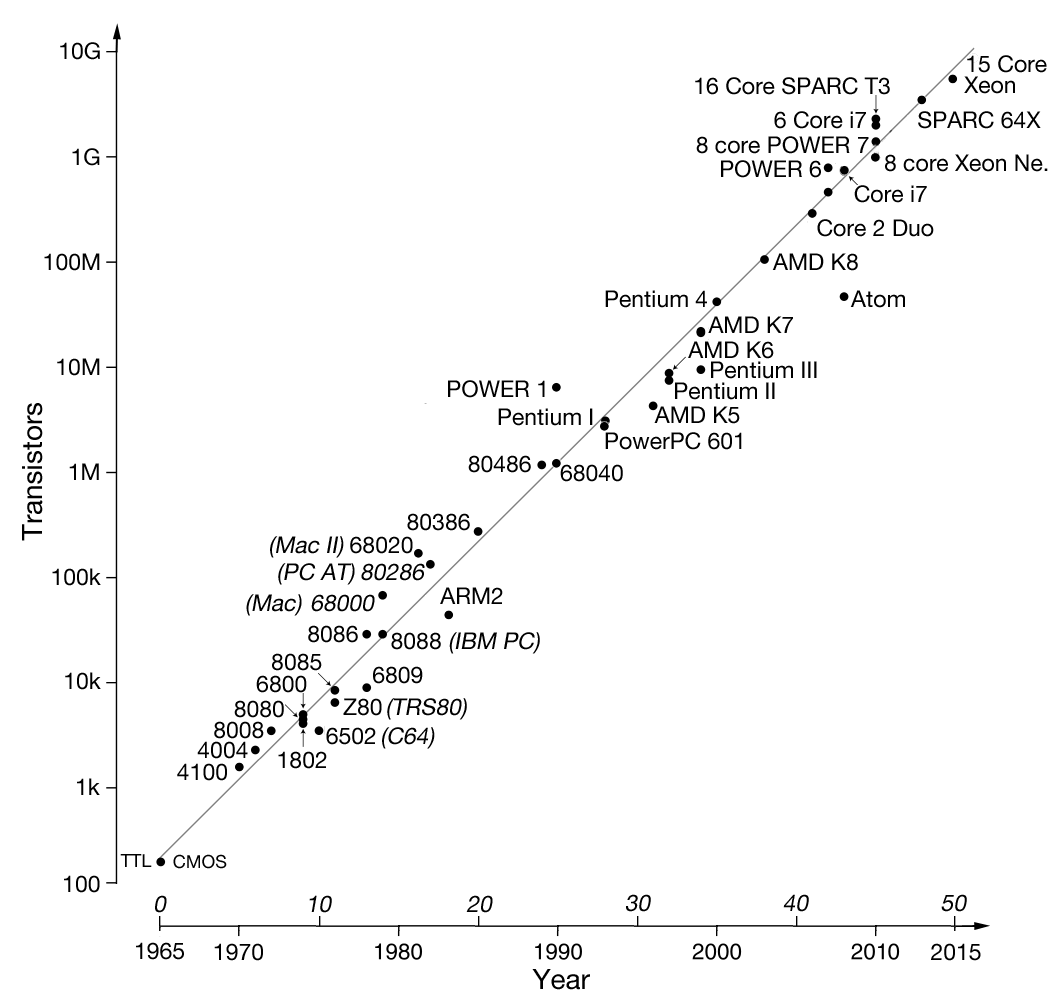 10G
15 Core
Xeon
16 Core SPARC T3
6 Core i7
SPARC 64X
8 core POWER 7
1G
8 core Xeon Ne.
POWER 6
Core i7
Core 2 Duo
100M
AMD K8
Pentium 4
Atom
AMD K7
AMD K6
10M
Pentium III
POWER 1
Pentium II
Pentium I
AMD K5
PowerPC 601
80486
68040
1M
Transistors
80386
(Mac II) 68020
(PC AT) 80286
100k
ARM2
(Mac) 68000
8086
8088 (IBM PC)
8085
6809
6800
10k
8080
Z80 (TRS80)
8008
6502 (C64)
4004
1802
4100
1k
TTL
CMOS
100
0 10 20 30 40 50
1965 1970 1980 1990 2000 2010 2015
Year